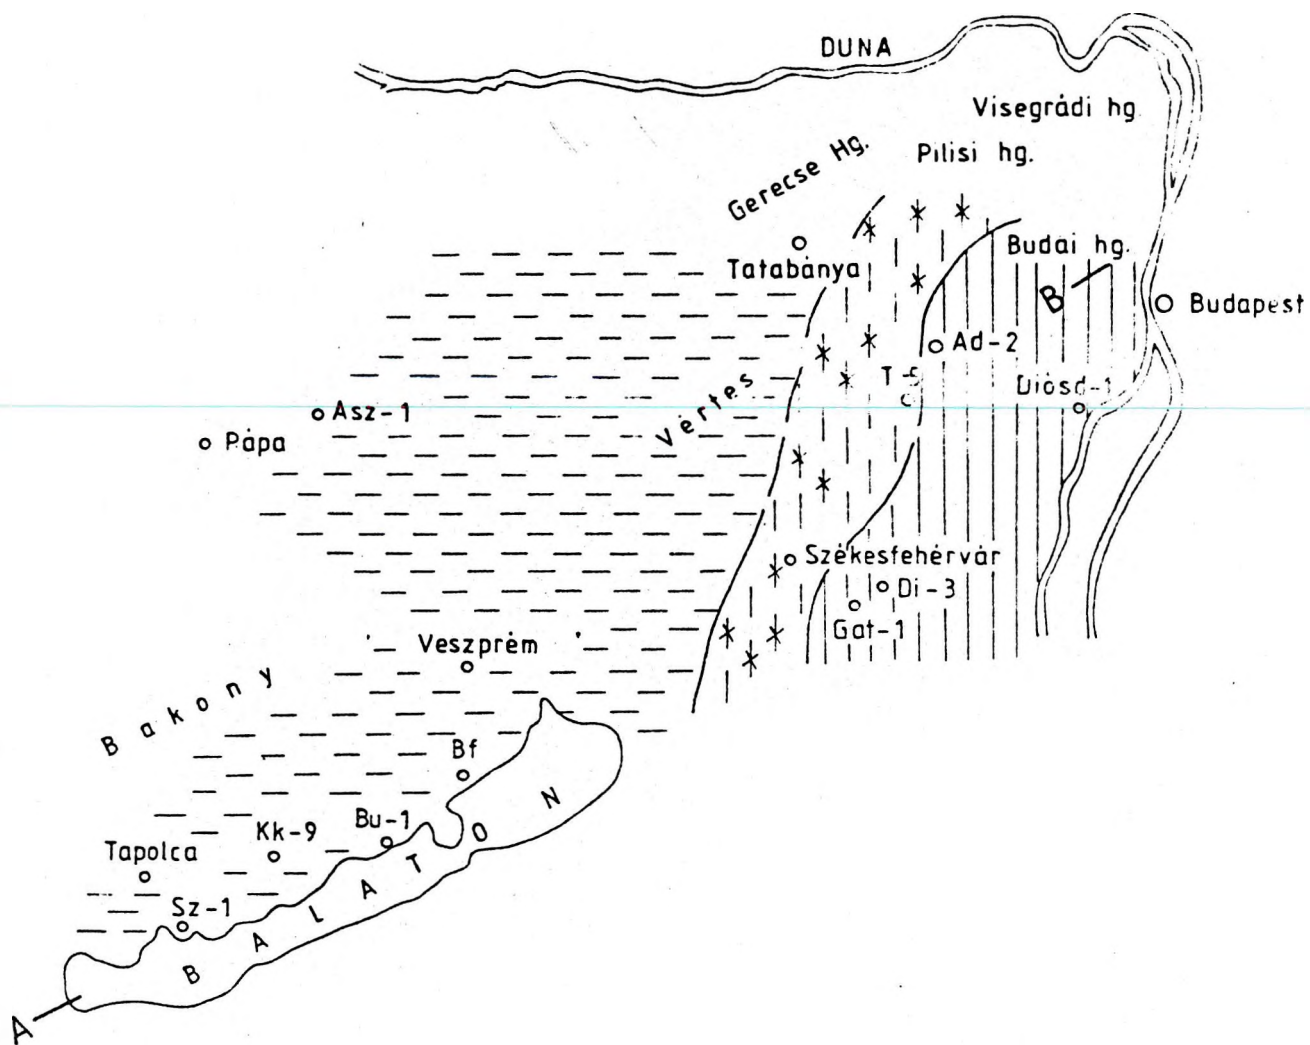 DUNA
Visegrádi hg
Pilisi hg.
Gerecse Hg.
Budai hg.
Tatabánya
B
Budapest
Ad-2
Vértes
Diósd-1
Asz-1
Pápa
Székesfehérvár
Di-3
Gat-1
Veszprém
Bakony
Bf
Bu-1
Kk-9
Tapolca
Sz-1
BALATON
A